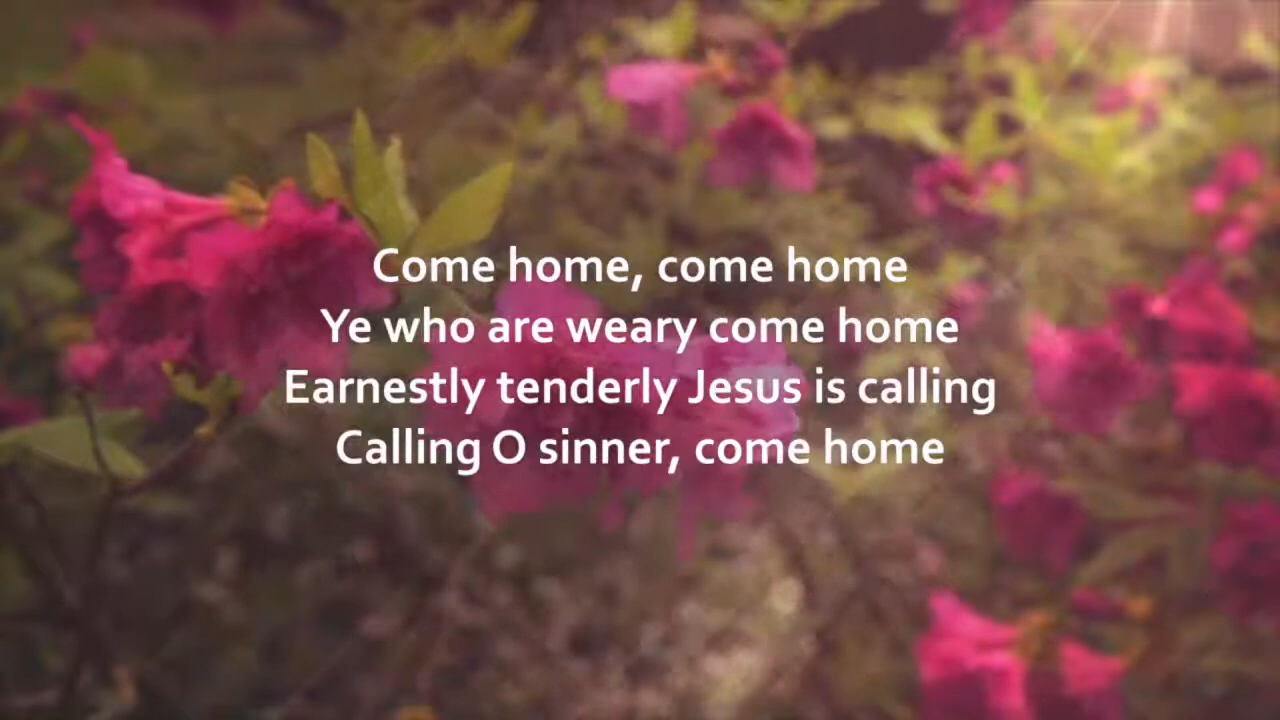 Come home, come home
Ye who are weary come home
Earnestly tenderly Jesus is calling
Calling O sinner, come home